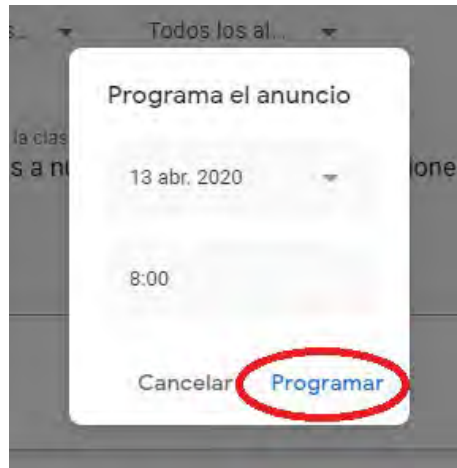 s... Todos los al...
Programa el anuncio
la clas
s a nu
ione
13 abr. 2020
8:00
Cancelar Programar